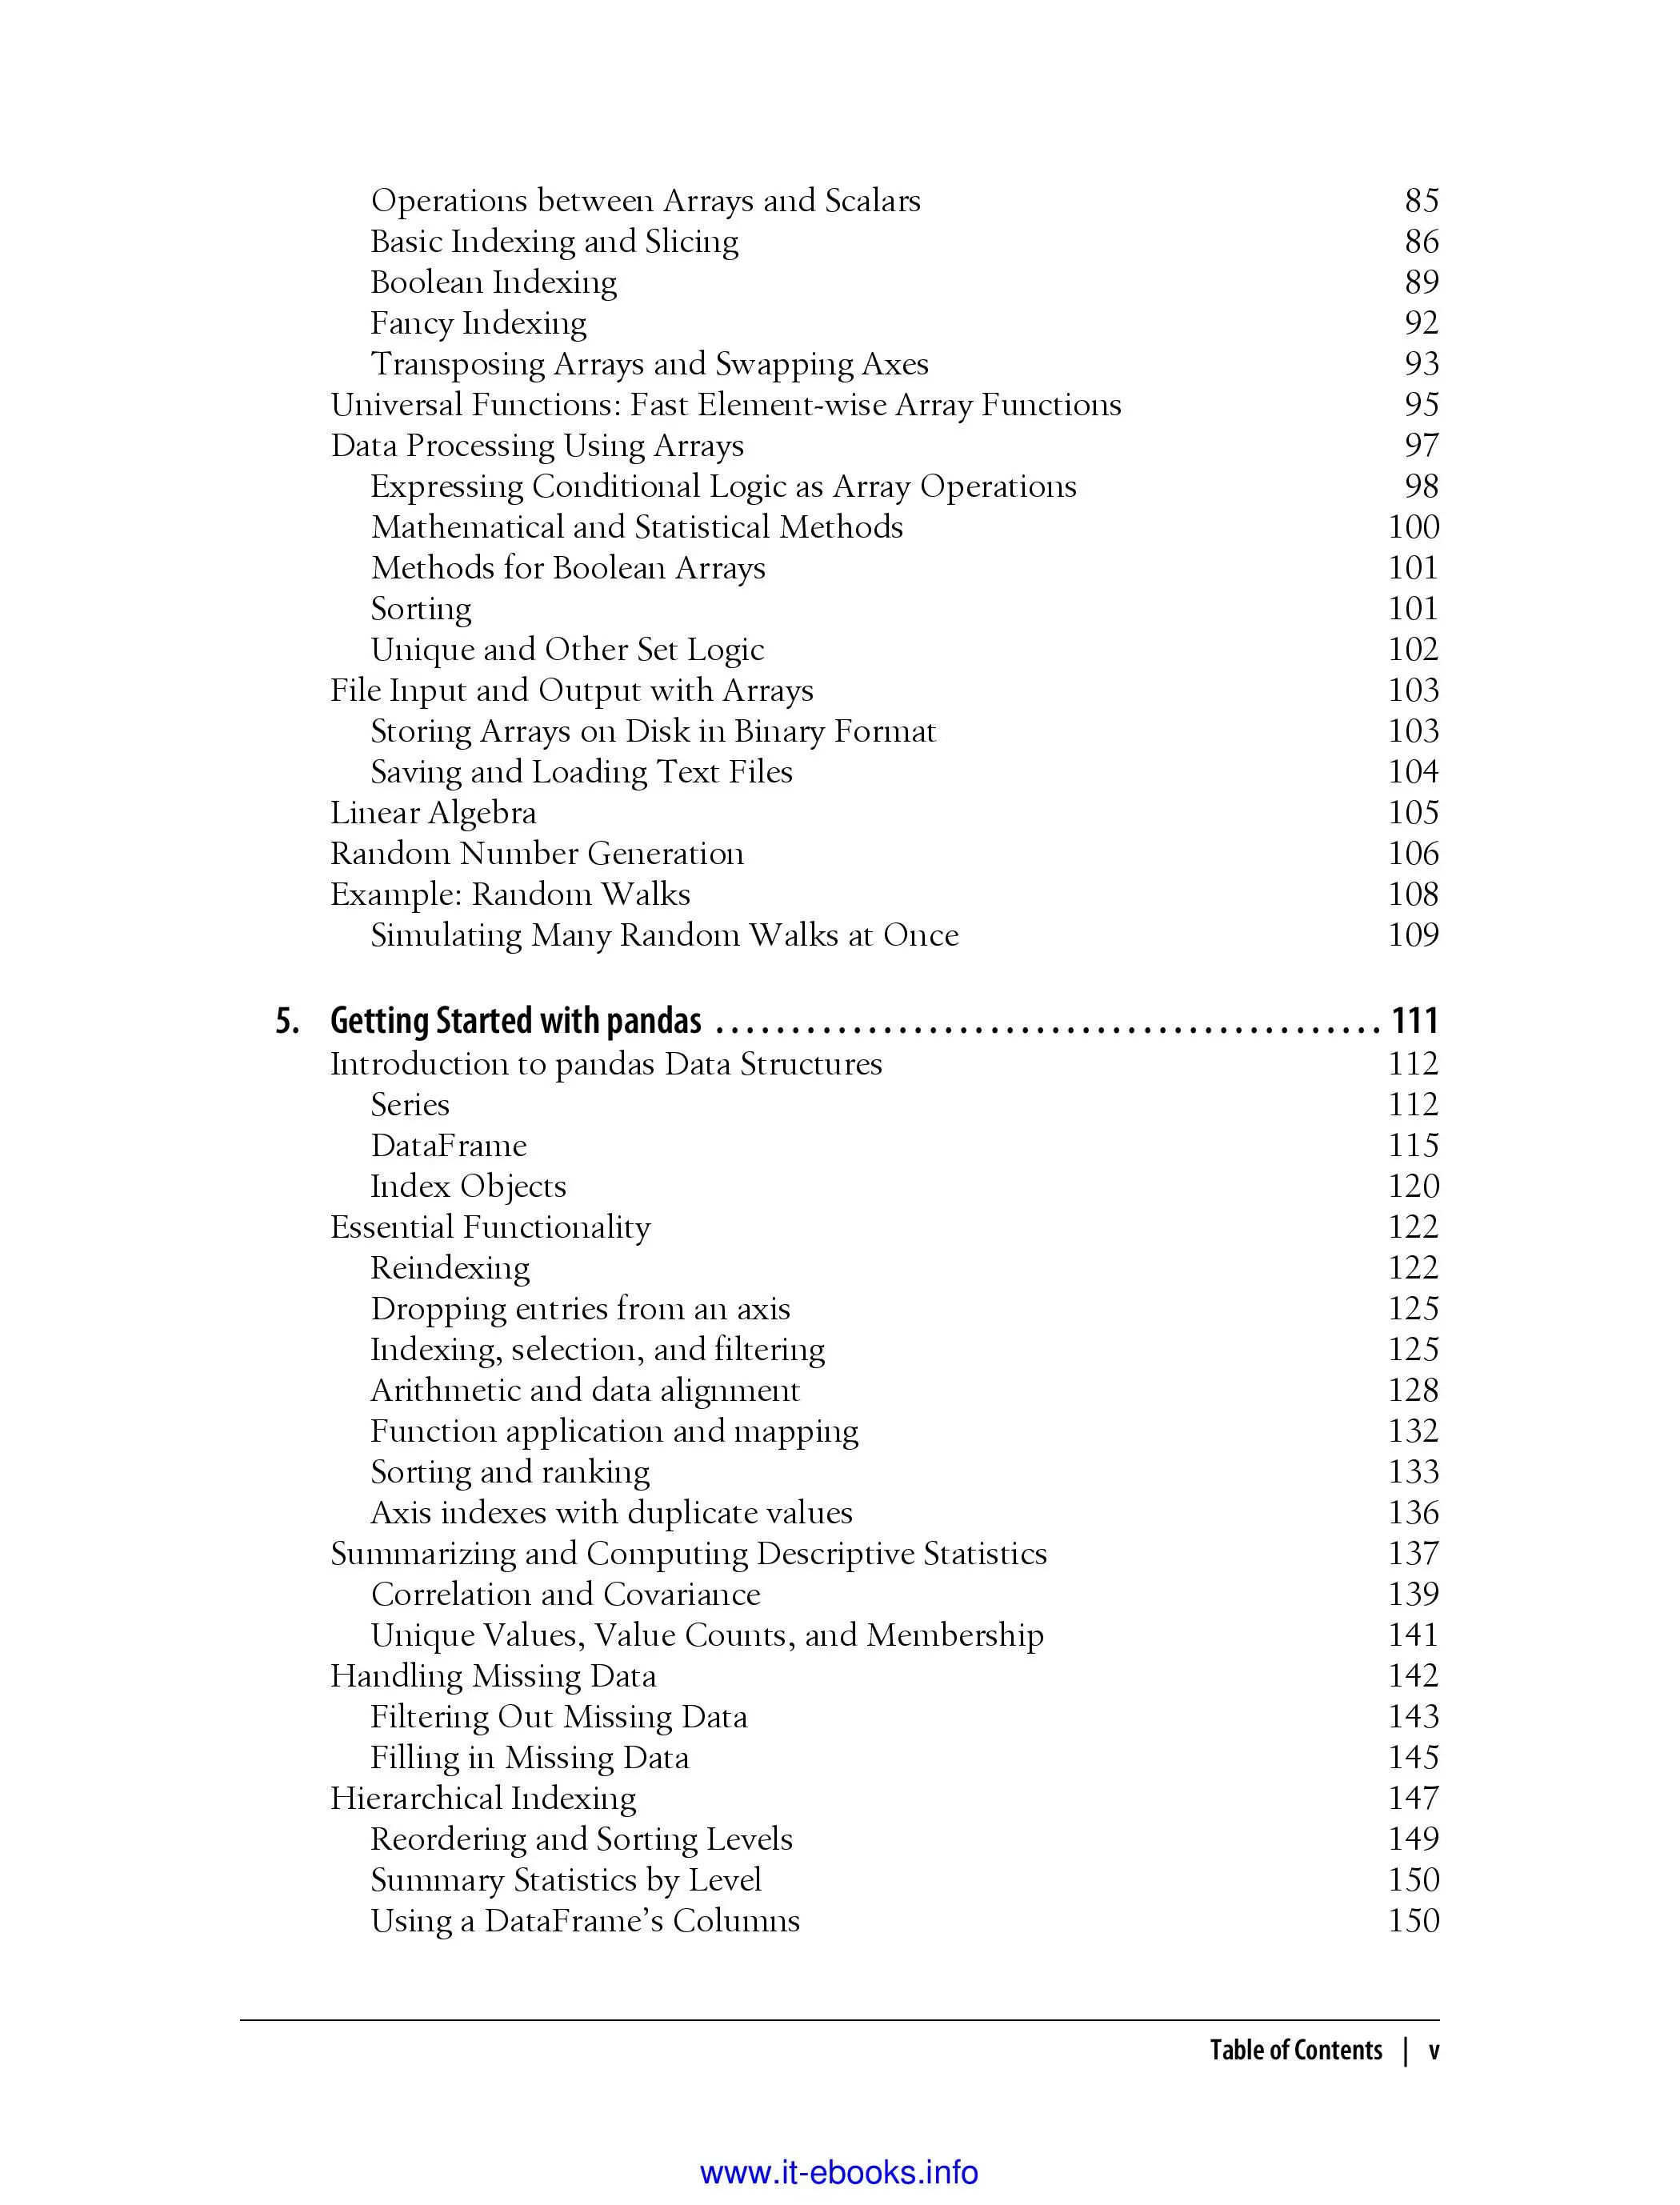 Operations between Arrays and Scalars 85
Basic Indexing and Slicing 86
Boolean Indexing 89
Fancy Indexing 92
Transposing Arrays and Swapping Axes 93
Universal Functions: Fast Element-wise Array Functions 95
Data Processing Using Arrays 97
Expressing Conditional Logic as Array Operations 98
Mathematical and Statistical Methods 100
Methods for Boolean Arrays 101
Sorting 101
Unique and Other Set Logic 102
File Input and Output with Arrays 103
Storing Arrays on Disk in Binary Format 103
Saving and Loading Text Files 104
Linear Algebra 105
Random Number Generation 106
Example: Random Walks 108
Simulating Many Random Walks at Once 109
5. Getting Started with pandas . . . . . . . . . . . . . . . . . . . . . . . . . . . . . . . . . . . . . . . . . . . . 111
Introduction to pandas Data Structures 112
Series 112
DataFrame 115
Index Objects 120
Essential Functionality 122
Reindexing 122
Dropping entries from an axis 125
Indexing, selection, and filtering 125
Arithmetic and data alignment 128
Function application and mapping 132
Sorting and ranking 133
Axis indexes with duplicate values 136
Summarizing and Computing Descriptive Statistics 137
Correlation and Covariance 139
Unique Values, Value Counts, and Membership 141
Handling Missing Data 142
Filtering Out Missing Data 143
Filling in Missing Data 145
Hierarchical Indexing 147
Reordering and Sorting Levels 149
Summary Statistics by Level 150
Using a DataFrame’s Columns 150
Table of Contents | v
www.it-ebooks.info